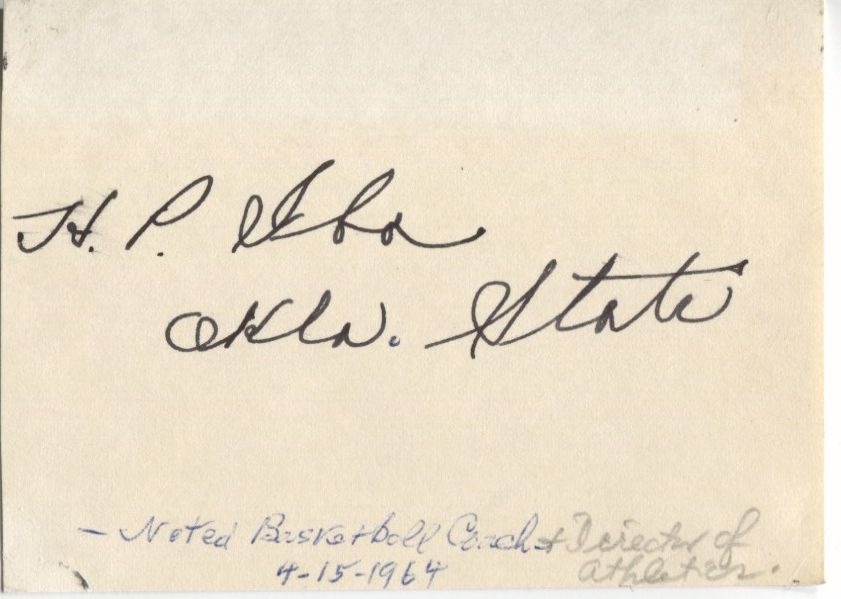 H. P. Iba
Okla. State
- Noted Basketball Coach + Director of
4-15-1964 Athletics.